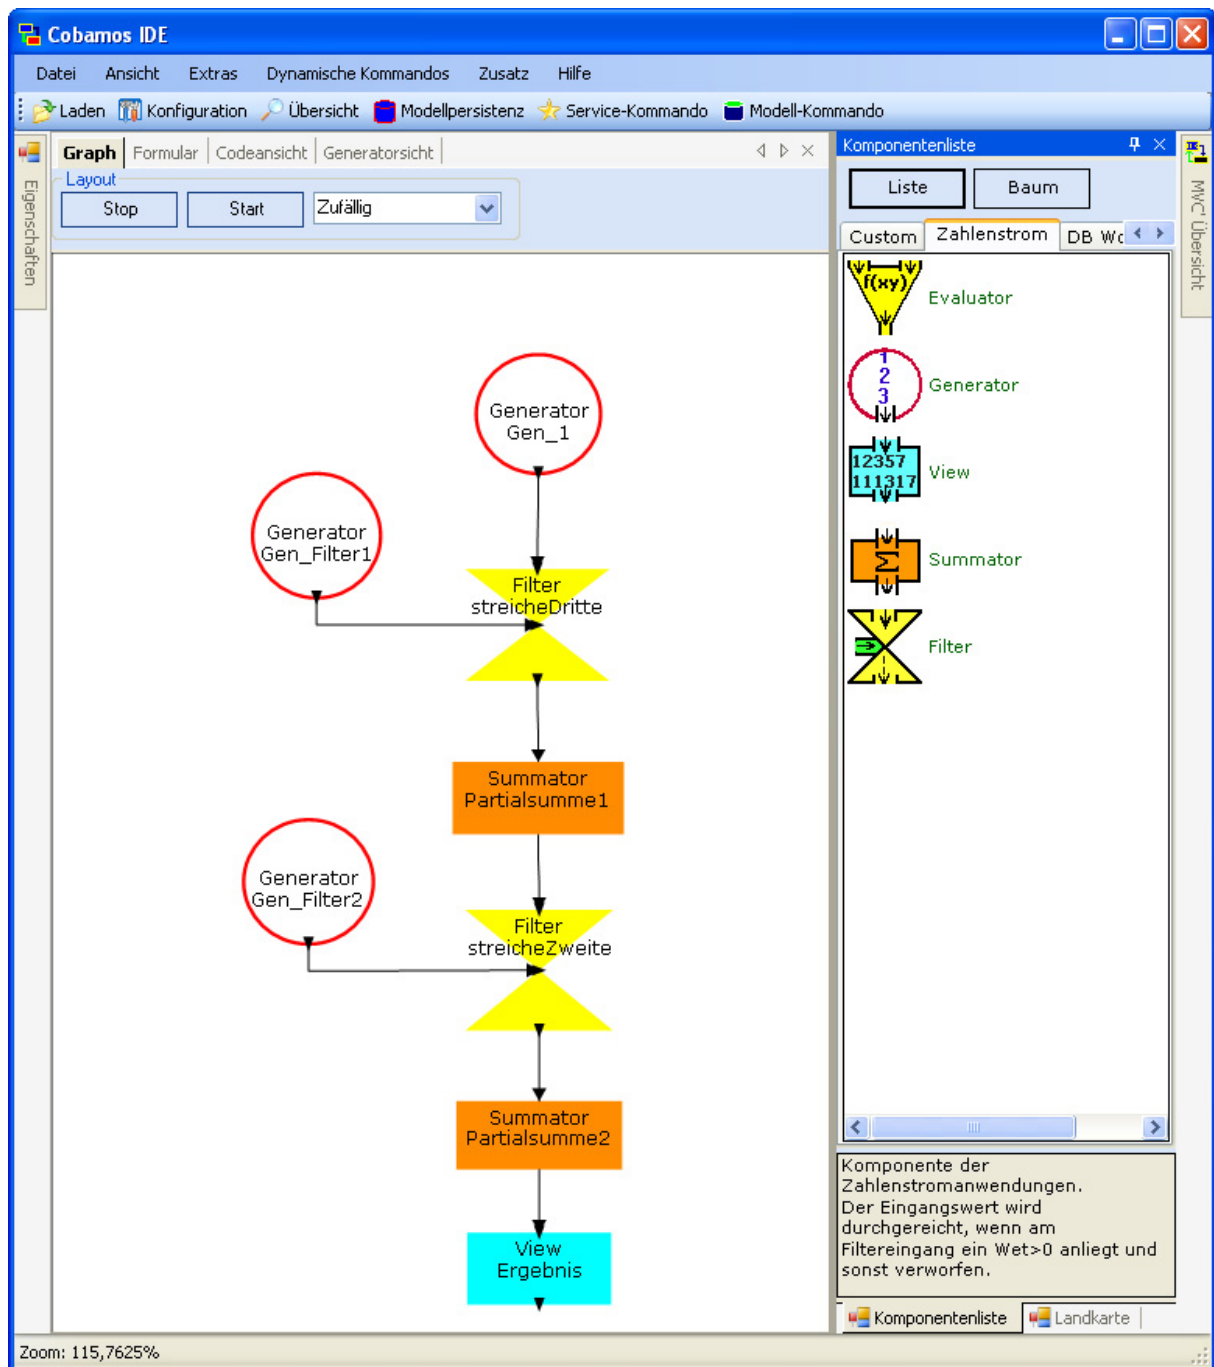 Cobamos IDE
Datei Ansicht Extras Dynamische Kommandos Zusatz Hilfe
Laden Konfiguration Übersicht Modellpersistenz Service-Kommando Modell-Kommando
Eigenschaften
Graph Formular Codeansicht Generatorsicht
Layout
Stop Start Zufällig
Generator
Gen_1
Generator
Gen_Filter1
Filter
streicheDritte
Summator
Partialsumme1
Generator
Gen_Filter2
Filter
streicheZweite
Summator
Partialsumme2
View
Ergebnis
Komponentenliste
Liste Baum
Custom Zahlenstrom DB Wc
f(xy)
Evaluator
1
2
3
Generator
12357
111317
View
Σ
Summator
Filter
Komponente der
Zahlenstromanwendungen.
Der Eingangswert wird
durchgereicht, wenn am
Filtereingang ein Wet>0 anliegt und
sonst verworfen.
Komponentenliste Landkarte
MVC' Übersicht
Zoom: 115,7625%